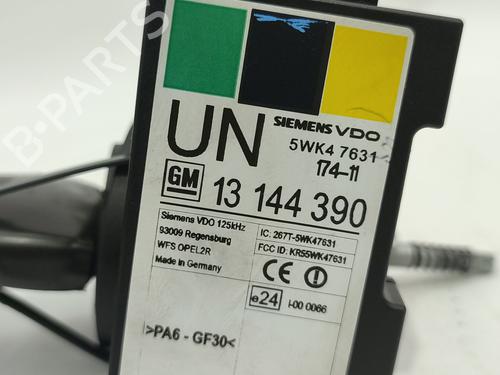 UN
SIEMENS VDO
5WK4 7631
174-11
GM
13 144 390
Siemens VDO 125kHz
93009 Regensburg
WFS OPEL2R
Made in Germany
IC: 267T-5WK47631
FCC ID: KR55WK47631
CE
e24
I-00 0066
>PA6 - GF30<
B-PARTS